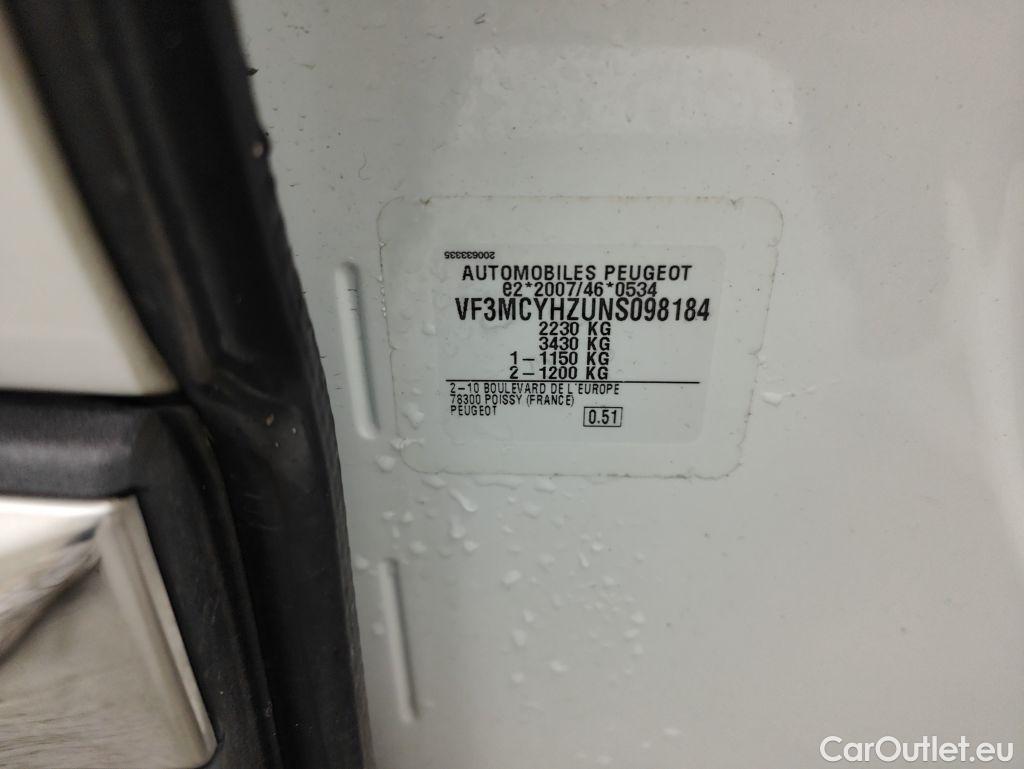 200633335
AUTOMOBILES PEUGEOT
e2*2007/46*0534
VF3MCYHZUNS098184
2230 KG
3430 KG
1 – 1150 KG
2 – 1200 KG
2–10 BOULEVARD DE L'EUROPE
78300 POISSY (FRANCE)
PEUGEOT
0.51
CarOutlet.eu